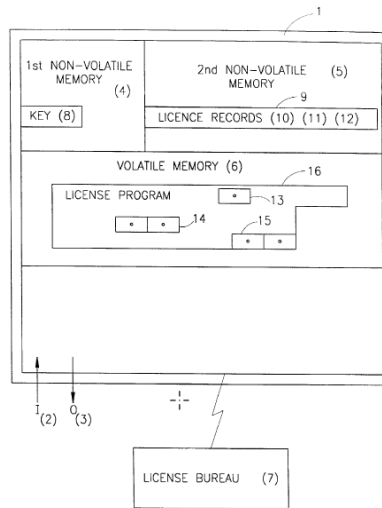 1
1st NON-VOLATILE
MEMORY
(4)
2nd NON-VOLATILE (5)
MEMORY
9
KEY (8)
LICENCE RECORDS (10) (11) (12)
VOLATILE MEMORY (6)
16
LICENSE PROGRAM
13
14
15
I (2)
O (3)
LICENSE BUREAU (7)